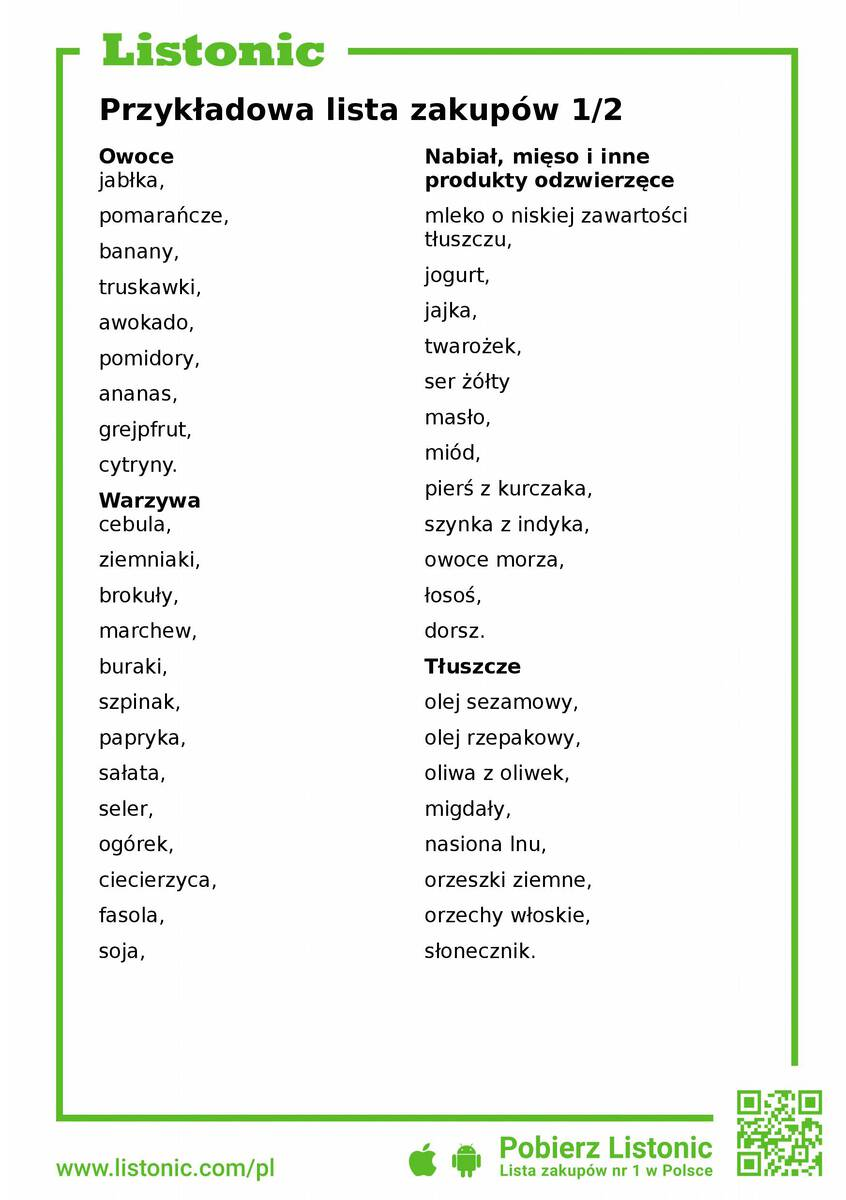 Listonic
Przykładowa lista zakupów 1/2
Owoce
jabłka,
pomarańcze,
banany,
truskawki,
awokado,
pomidory,
ananas,
grejpfrut,
cytryny.
Warzywa
cebula,
ziemniaki,
brokuły,
marchew,
buraki,
szpinak,
papryka,
sałata,
seler,
ogórek,
ciecierzyca,
fasola,
soja,
Nabiał, mięso i inne
produkty odzwierzęce
mleko o niskiej zawartości
tłuszczu,
jogurt,
jajka,
twarożek,
ser żółty
masło,
miód,
pierś z kurczaka,
szynka z indyka,
owoce morza,
łosoś,
dorsz.
Tłuszcze
olej sezamowy,
olej rzepakowy,
oliwa z oliwek,
migdały,
nasiona lnu,
orzeszki ziemne,
orzechy włoskie,
słonecznik.
www.listonic.com/pl
Pobierz Listonic
Lista zakupów nr 1 w Polsce